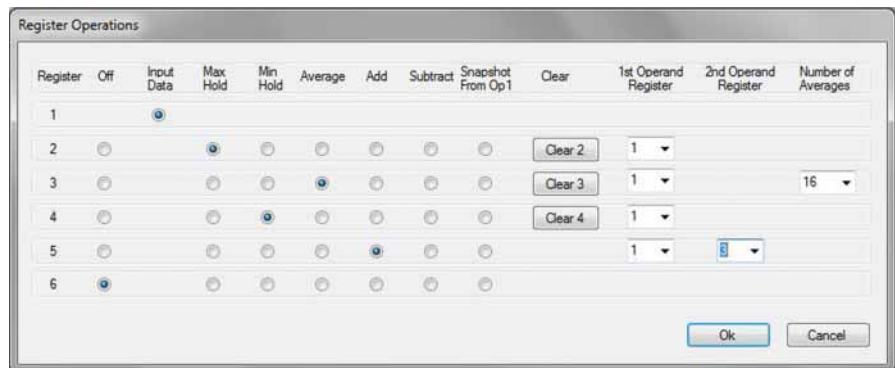 Register Operations
Register Off Input Data Max Hold Min Hold Average Add Subtract Snapshot From Op1 Clear 1st Operand Register 2nd Operand Register Number of Averages
1
2 Clear 2 1
3 Clear 3 1 16
4 Clear 4 1
5 1 3
6
Ok Cancel